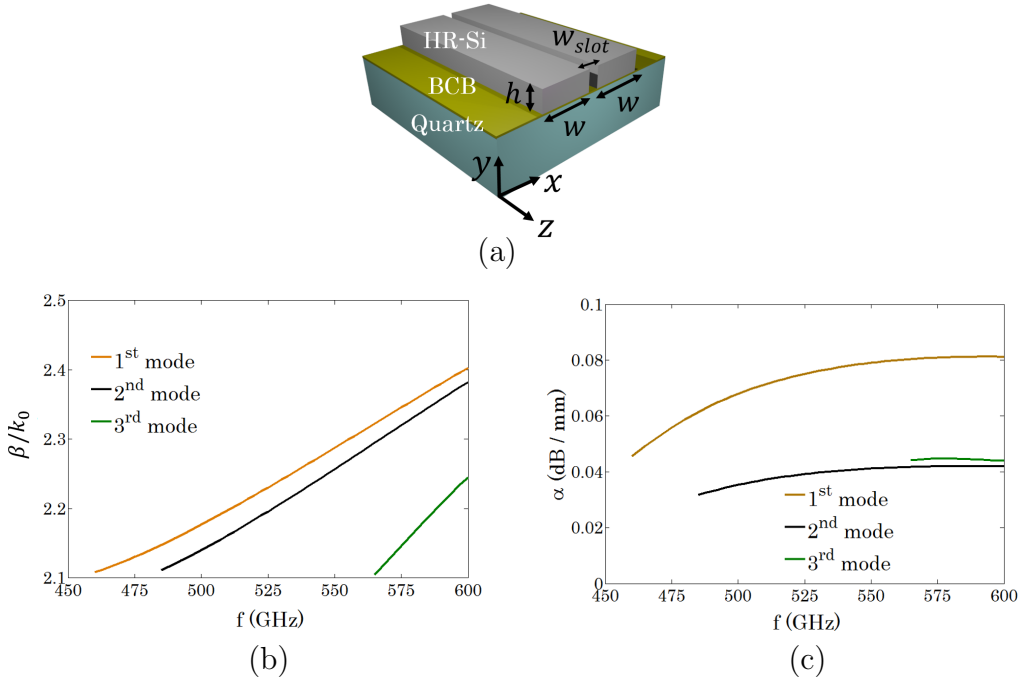 HR-Si
w_slot
BCB
h
w
w
Quartz
y
x
z
(a)
2.5
2.4
2.3
2.2
2.1
β/k₀
1ˢᵗ mode
2ⁿᵈ mode
3ʳᵈ mode
450 475 500 525 550 575 600
f (GHz)
(b)
0.1
0.08
0.06
0.04
0.02
0
α (dB / mm)
1ˢᵗ mode
2ⁿᵈ mode
3ʳᵈ mode
450 475 500 525 550 575 600
f (GHz)
(c)